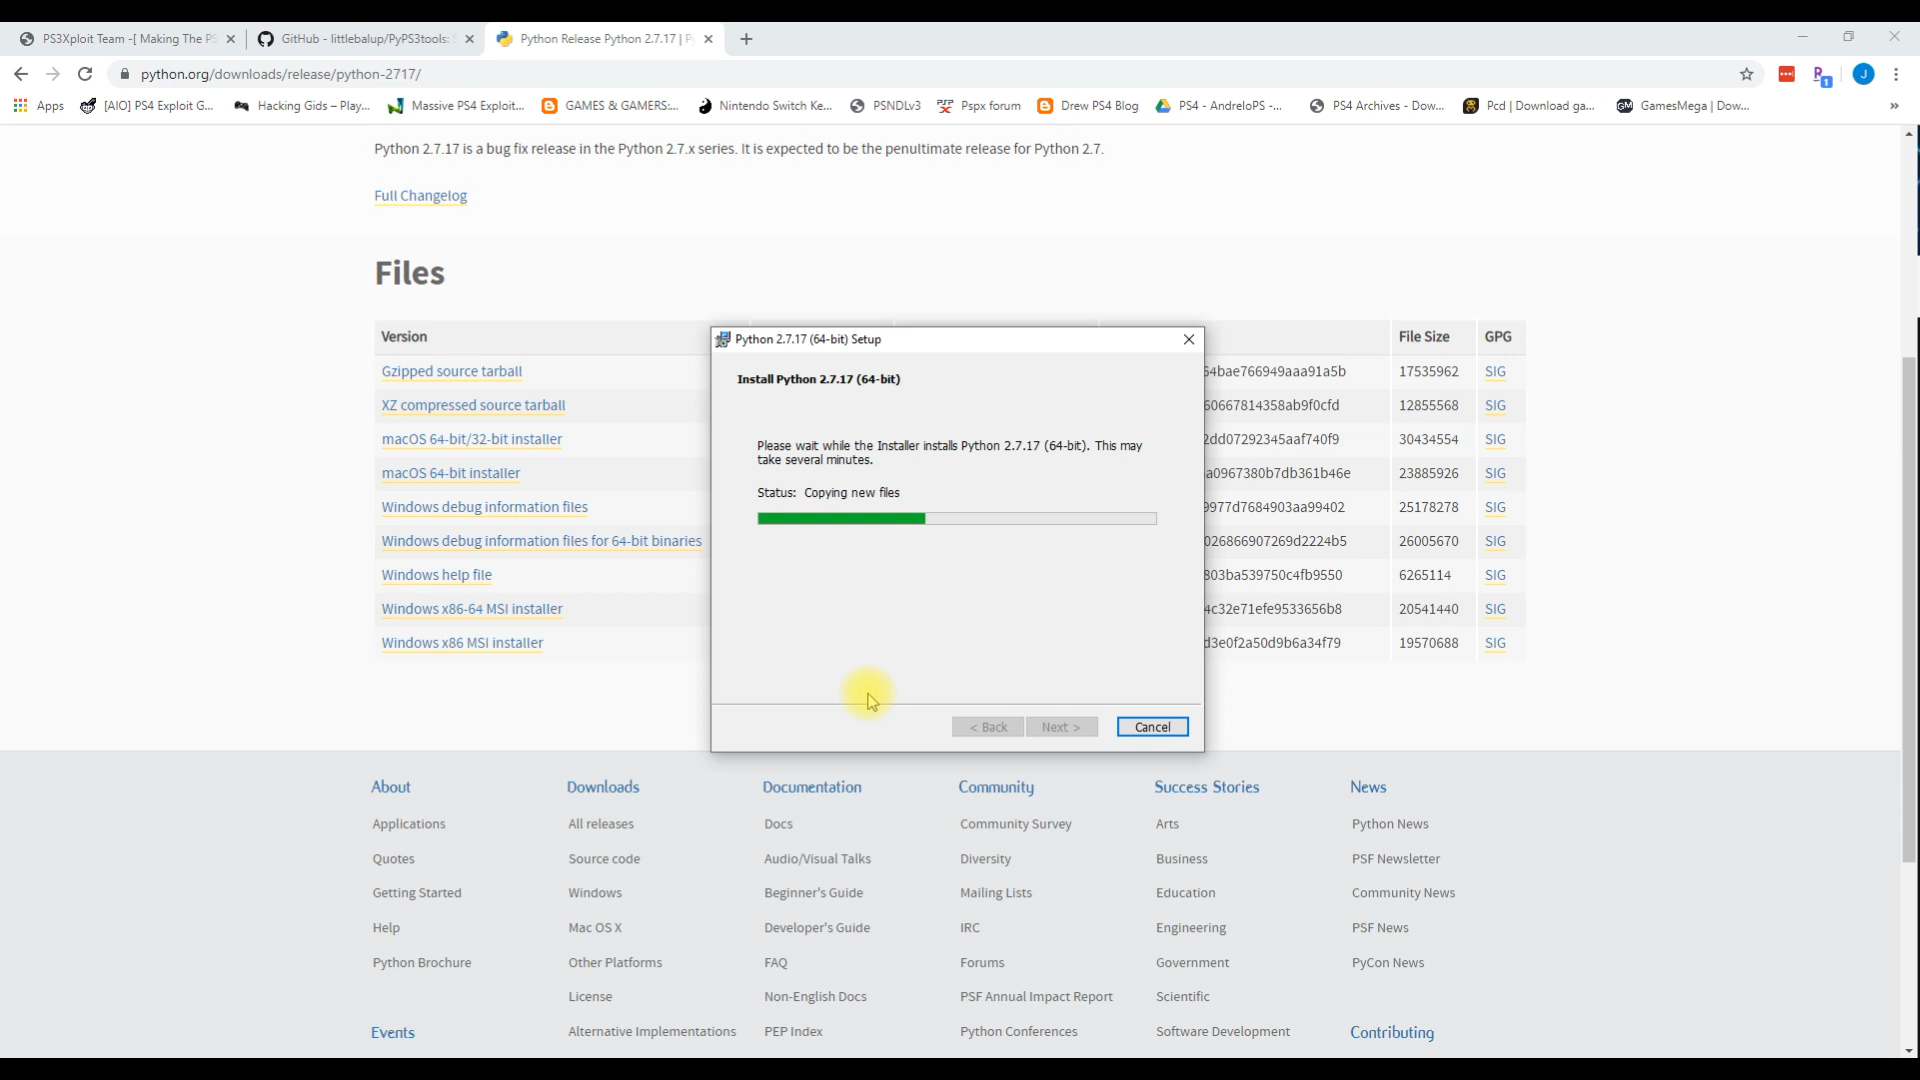 PS3Xploit Team -[ Making The PS
GitHub - littlebalup/PyPS3tools:
Python Release Python 2.7.17 | P
python.org/downloads/release/python-2717/
J
1
Apps
[AIO] PS4 Exploit G...
Hacking Gids – Play...
Massive PS4 Exploit...
GAMES & GAMERS:...
Nintendo Switch Ke...
PSNDLv3
Pspx forum
Drew PS4 Blog
PS4 - AndreloPS -...
PS4 Archives - Dow...
Pcd | Download ga...
GamesMega | Dow...
Python 2.7.17 is a bug fix release in the Python 2.7.x series. It is expected to be the penultimate release for Python 2.7.
Full Changelog
Files
Version
File Size
GPG
Gzipped source tarball
64bae766949aaa91a5b
17535962
SIG
XZ compressed source tarball
60667814358ab9f0cfd
12855568
SIG
macOS 64-bit/32-bit installer
2dd07292345aaf740f9
30434554
SIG
macOS 64-bit installer
a0967380b7db361b46e
23885926
SIG
Windows debug information files
9977d7684903aa99402
25178278
SIG
Windows debug information files for 64-bit binaries
026866907269d2224b5
26005670
SIG
Windows help file
803ba539750c4fb9550
6265114
SIG
Windows x86-64 MSI installer
4c32e71efe9533656b8
20541440
SIG
Windows x86 MSI installer
d3e0f2a50d9b6a34f79
19570688
SIG
Python 2.7.17 (64-bit) Setup
Install Python 2.7.17 (64-bit)
Please wait while the Installer installs Python 2.7.17 (64-bit). This may
take several minutes.
Status: Copying new files
< Back
Next >
Cancel
About
Applications
Quotes
Getting Started
Help
Python Brochure
Events
Downloads
All releases
Source code
Windows
Mac OS X
Other Platforms
License
Alternative Implementations
Documentation
Docs
Audio/Visual Talks
Beginner's Guide
Developer's Guide
FAQ
Non-English Docs
PEP Index
Community
Community Survey
Diversity
Mailing Lists
IRC
Forums
PSF Annual Impact Report
Python Conferences
Success Stories
Arts
Business
Education
Engineering
Government
Scientific
Software Development
News
Python News
PSF Newsletter
Community News
PSF News
PyCon News
Contributing